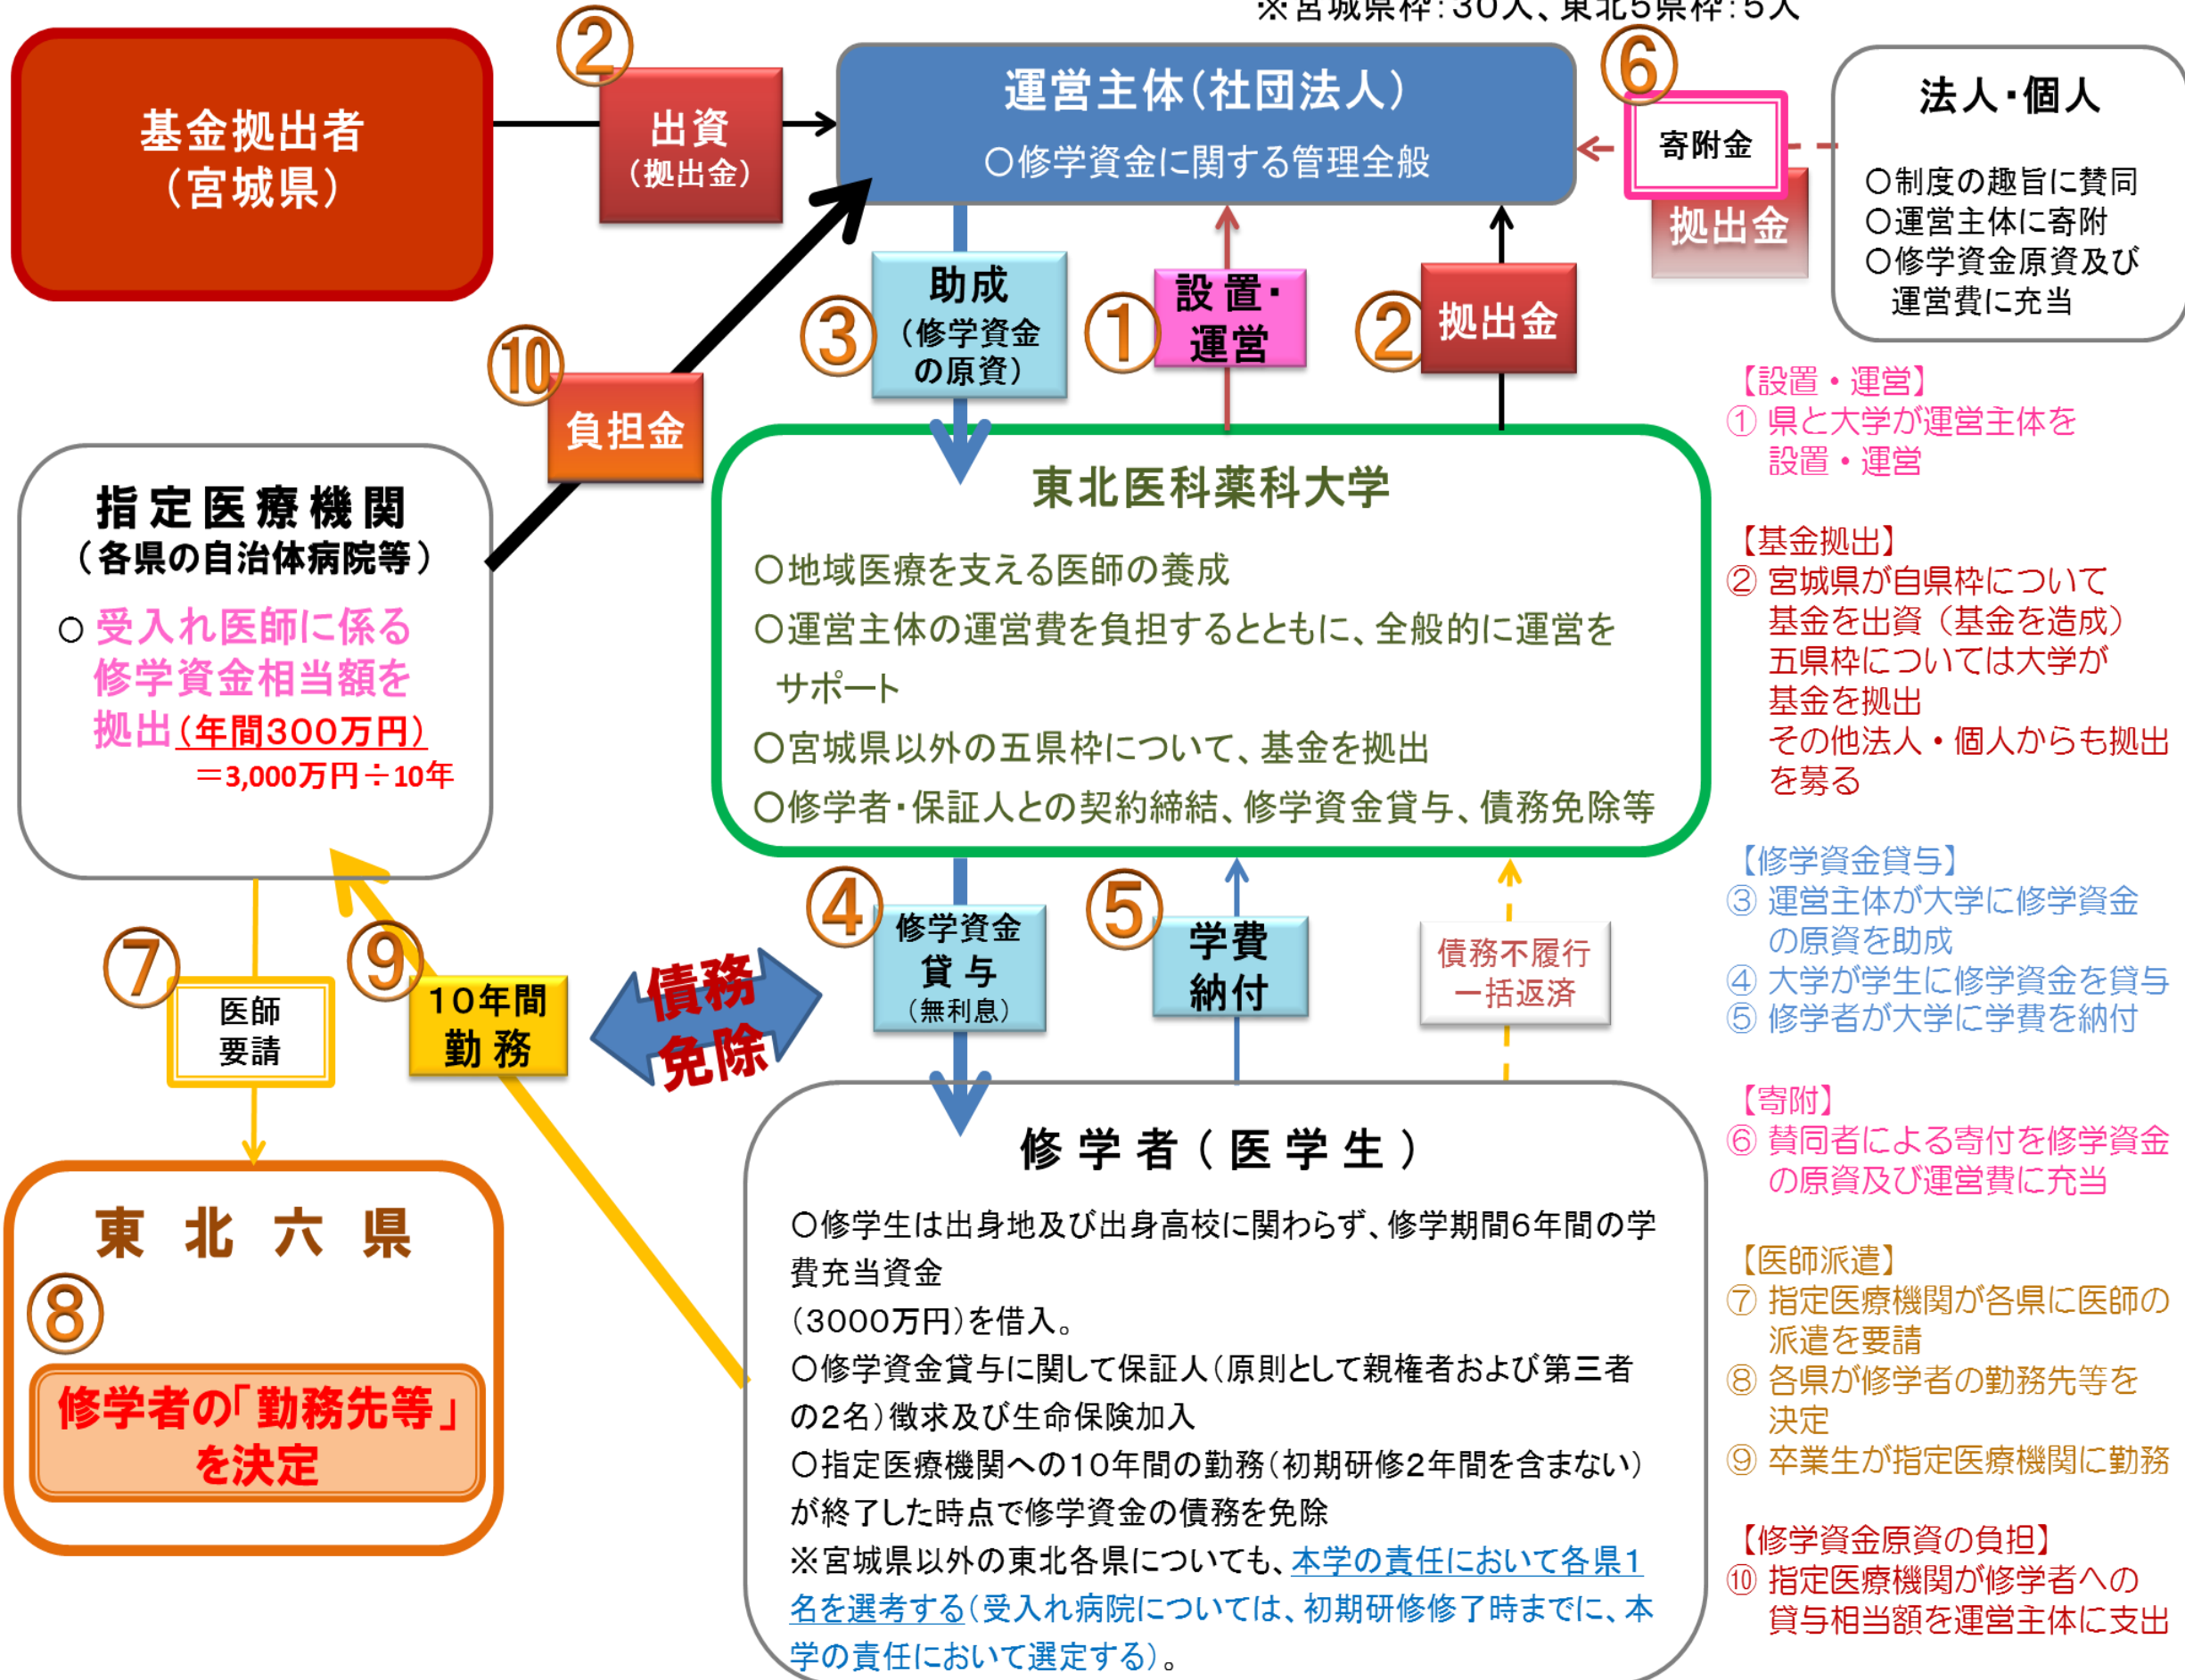 ※宮城県枠：30人、東北5県枠：5人
基金拠出者
（宮城県）
②
出資
（拠出金）
運営主体（社団法人）
〇修学資金に関する管理全般
⑥
寄附金
拠出金
法人・個人
〇制度の趣旨に賛同
〇運営主体に寄附
〇修学資金原資及び
運営費に充当
③
助成
（修学資金
の原資）
①
設置・
運営
②
拠出金
⑩
負担金
指定医療機関
（各県の自治体病院等）
〇 受入れ医師に係る
修学資金相当額を
拠出（年間300万円）
＝3,000万円÷10年
東北医科薬科大学
〇地域医療を支える医師の養成
〇運営主体の運営費を負担するとともに、全般的に運営を
サポート
〇宮城県以外の五県枠について、基金を拠出
〇修学者・保証人との契約締結、修学資金貸与、債務免除等
⑦
医師
要請
⑨
10年間
勤務
債務
免除
④
修学資金
貸与
（無利息）
⑤
学費
納付
債務不履行
一括返済
東北六県
⑧
修学者の「勤務先等」
を決定
修学者（医学生）
〇修学生は出身地及び出身高校に関わらず、修学期間6年間の学
費充当資金
（3000万円）を借入。
〇修学資金貸与に関して保証人（原則として親権者および第三者
の2名）徴求及び生命保険加入
〇指定医療機関への10年間の勤務（初期研修2年間を含まない）
が終了した時点で修学資金の債務を免除
※宮城県以外の東北各県についても、本学の責任において各県1
名を選考する（受入れ病院については、初期研修修了時までに、本
学の責任において選定する）。
【設置・運営】
① 県と大学が運営主体を
設置・運営
【基金拠出】
② 宮城県が自県枠について
基金を出資（基金を造成）
五県枠については大学が
基金を拠出
その他法人・個人からも拠出
を募る
【修学資金貸与】
③ 運営主体が大学に修学資金
の原資を助成
④ 大学が学生に修学資金を貸与
⑤ 修学者が大学に学費を納付
【寄附】
⑥ 賛同者による寄付を修学資金
の原資及び運営費に充当
【医師派遣】
⑦ 指定医療機関が各県に医師の
派遣を要請
⑧ 各県が修学者の勤務先等を
決定
⑨ 卒業生が指定医療機関に勤務
【修学資金原資の負担】
⑩ 指定医療機関が修学者への
貸与相当額を運営主体に支出